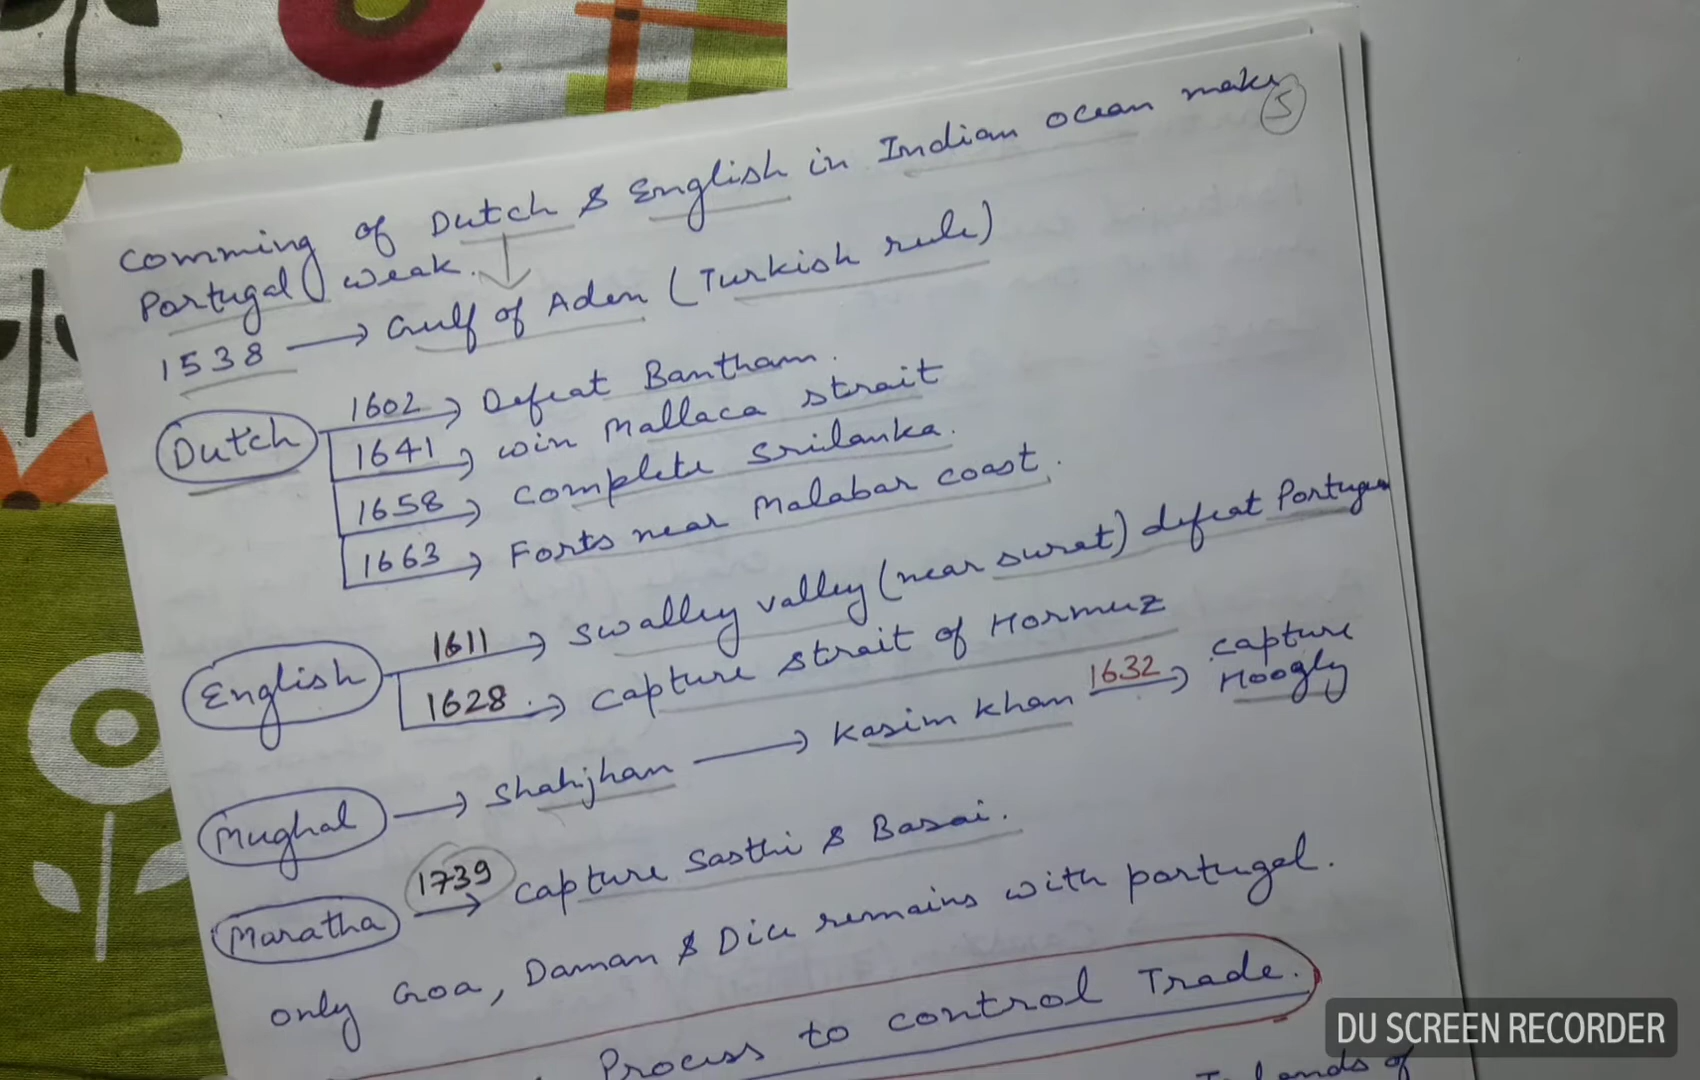 5
Comming of Dutch & English in Indian ocean make
Portugal weak.
1538 → Gulf of Aden (Turkish rule)
Dutch 1602 → Defeat Bantham.
1641 → win Mallaca strait
1658 → complete Srilanka.
1663 → Forts near Malabar coast.
English 1611 → Swalley valley (near surat) defeat
1628 → capture strait of Hormuz
Mughal → Shahjhan → Kasim Khan 1632 → capture Hoogly
Maratha 1739 → capture Sasthi & Basai.
only Goa, Daman & Diu remains with portugal.
Process to control Trade.
lands of
DU SCREEN RECORDER